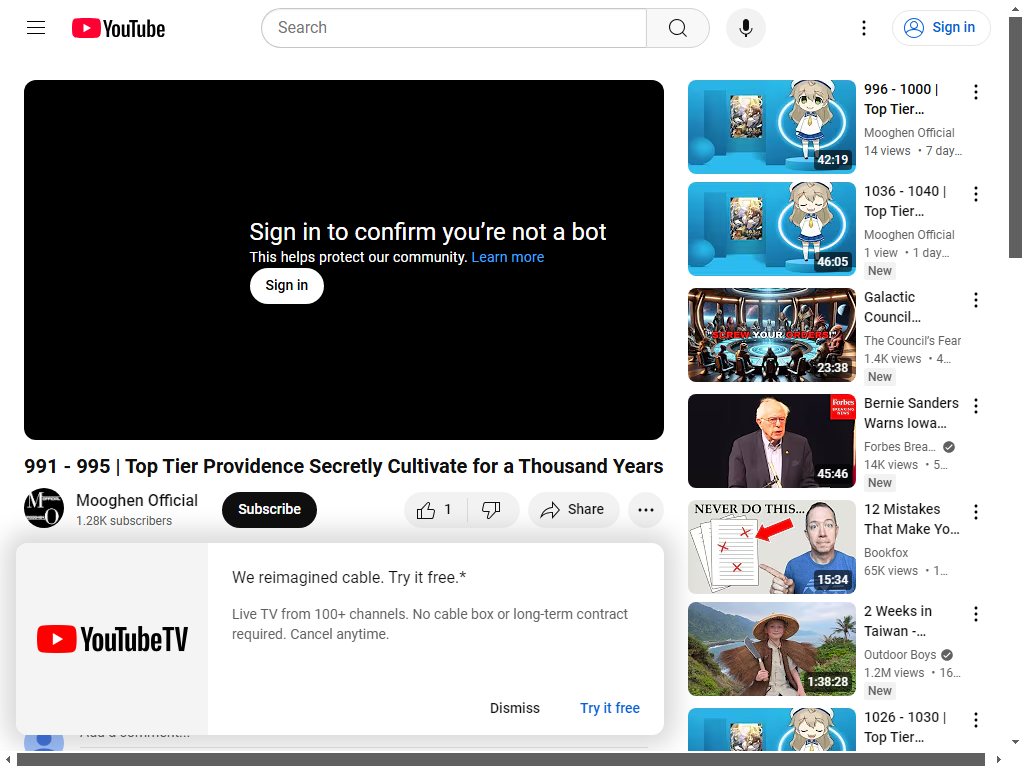 YouTube
Search
Sign in
Sign in to confirm you’re not a bot
This helps protect our community. Learn more
Sign in
991 - 995 | Top Tier Providence Secretly Cultivate for a Thousand Years
Mooghen Official
1.28K subscribers
Subscribe
1
Share
We reimagined cable. Try it free.*
Live TV from 100+ channels. No cable box or long-term contract
required. Cancel anytime.
YouTubeTV
Dismiss
Try it free
Add a comment...
42:19
996 - 1000 |
Top Tier…
Mooghen Official
14 views • 7 day…
46:05
1036 - 1040 |
Top Tier…
Mooghen Official
1 view • 1 day…
New
"SCREW YOUR ORDERS!"
23:38
Galactic
Council…
The Council’s Fear
1.4K views • 4…
New
Forbes
BREAKING NEWS
45:46
Bernie Sanders
Warns Iowa…
Forbes Brea…
14K views • 5…
New
NEVER DO THIS...
15:34
12 Mistakes
That Make Yo…
Bookfox
65K views • 1…
1:38:28
2 Weeks in
Taiwan -…
Outdoor Boys
1.2M views • 16…
New
1026 - 1030 |
Top Tier…